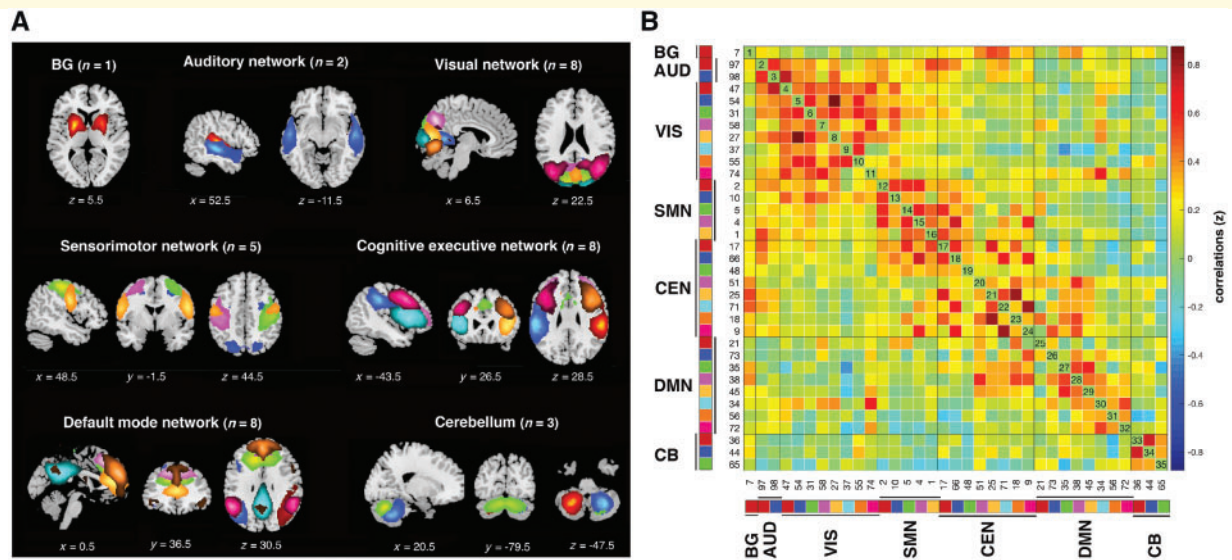 A
BG (n = 1)
Auditory network (n = 2)
Visual network (n = 8)
z = 5.5
x = 52.5
z = -11.5
x = 6.5
z = 22.5
Sensorimotor network (n = 5)
Cognitive executive network (n = 8)
x = 48.5
y = -1.5
z = 44.5
x = -43.5
y = 26.5
z = 28.5
Default mode network (n = 8)
Cerebellum (n = 3)
x = 0.5
y = 36.5
z = 30.5
x = 20.5
y = -79.5
z = -47.5
B
BG
AUD
VIS
SMN
CEN
DMN
CB
7 1
97 2
98 3
47 4
54 5
31 6
58 7
27 8
37 9
55 10
74 11
2 12
10 13
5 14
4 15
1 16
17 17
66 18
48 19
51 20
25 21
71 22
18 23
9 24
21 25
73 26
35 27
38 28
45 29
34 30
56 31
72 32
36 33
44 34
65 35
7 97 98 47 54 31 58 27 37 55 74 2 10 5 4 1 17 66 48 51 25 71 18 9 21 73 35 38 45 34 56 72 36 44 65
BG AUD VIS SMN CEN DMN CB
0.8
0.6
0.4
0.2
0
-0.2
-0.4
-0.6
-0.8
correlations (z)